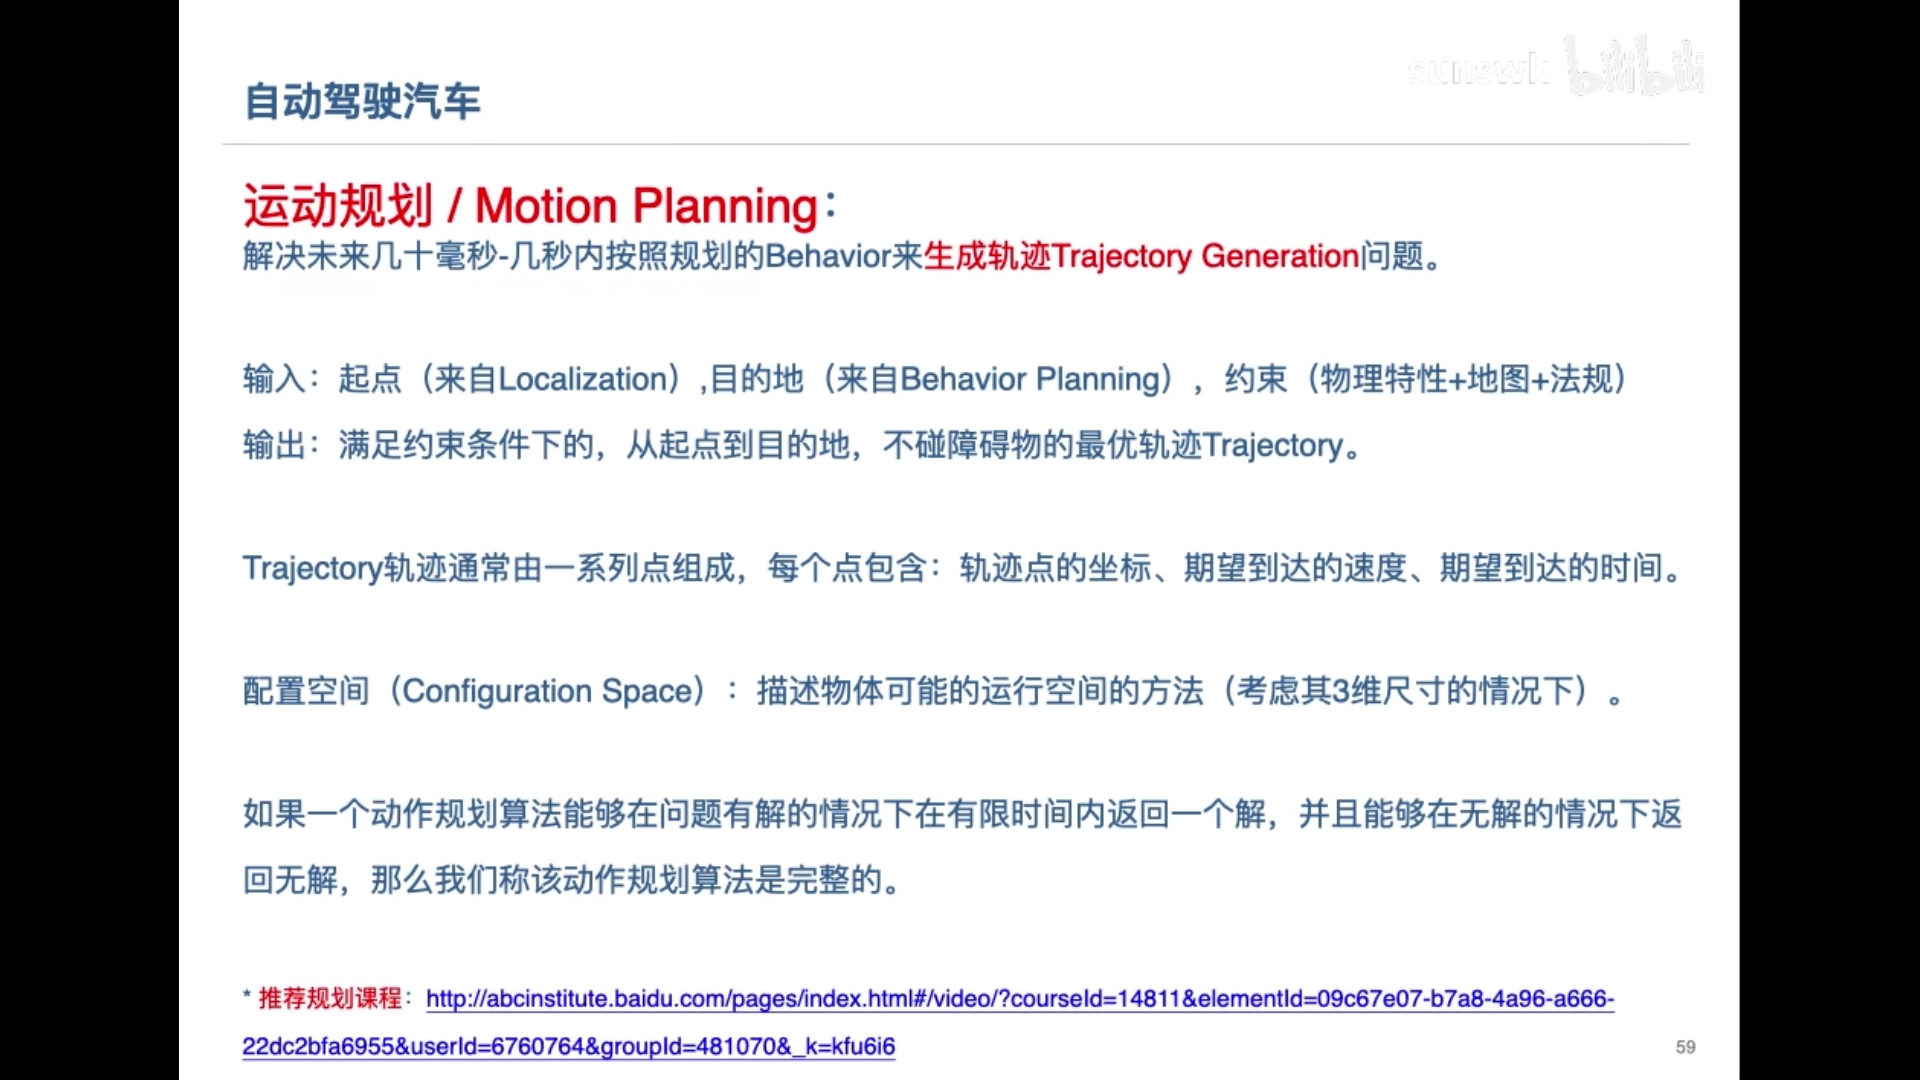 sunswk bilibili
自动驾驶汽车
运动规划 / Motion Planning：
解决未来几十毫秒-几秒内按照规划的Behavior来生成轨迹Trajectory Generation问题。
输入：起点（来自Localization）,目的地（来自Behavior Planning），约束（物理特性+地图+法规）
输出：满足约束条件下的，从起点到目的地，不碰障碍物的最优轨迹Trajectory。
Trajectory轨迹通常由一系列点组成，每个点包含：轨迹点的坐标、期望到达的速度、期望到达的时间。
配置空间（Configuration Space）：描述物体可能的运行空间的方法（考虑其3维尺寸的情况下）。
如果一个动作规划算法能够在问题有解的情况下在有限时间内返回一个解，并且能够在无解的情况下返
回无解，那么我们称该动作规划算法是完整的。
* 推荐规划课程：http://abcinstitute.baidu.com/pages/index.html#/video/?courseId=14811&elementId=09c67e07-b7a8-4a96-a666-
22dc2bfa6955&userId=6760764&groupId=481070&_k=kfu6i6
59